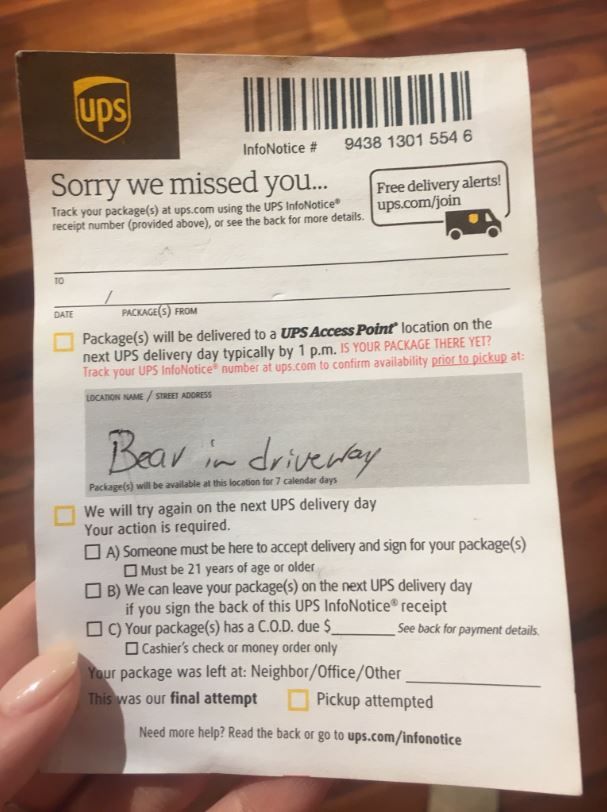 ups
InfoNotice # 9438 1301 554 6
Sorry we missed you...
Track your package(s) at ups.com using the UPS InfoNotice®
receipt number (provided above), or see the back for more details.
Free delivery alerts!
ups.com/join
TO
/
DATE PACKAGE(S) FROM
Package(s) will be delivered to a UPS Access Point® location on the
next UPS delivery day typically by 1 p.m. IS YOUR PACKAGE THERE YET?
Track your UPS InfoNotice® number at ups.com to confirm availability prior to pickup at:
LOCATION NAME / STREET ADDRESS
Bear in driveway
Package(s) will be available at this location for 7 calendar days
We will try again on the next UPS delivery day
Your action is required.
A) Someone must be here to accept delivery and sign for your package(s)
Must be 21 years of age or older
B) We can leave your package(s) on the next UPS delivery day
if you sign the back of this UPS InfoNotice® receipt
C) Your package(s) has a C.O.D. due $________ See back for payment details.
Cashier's check or money order only
Your package was left at: Neighbor/Office/Other ________
This was our final attempt Pickup attempted
Need more help? Read the back or go to ups.com/infonotice